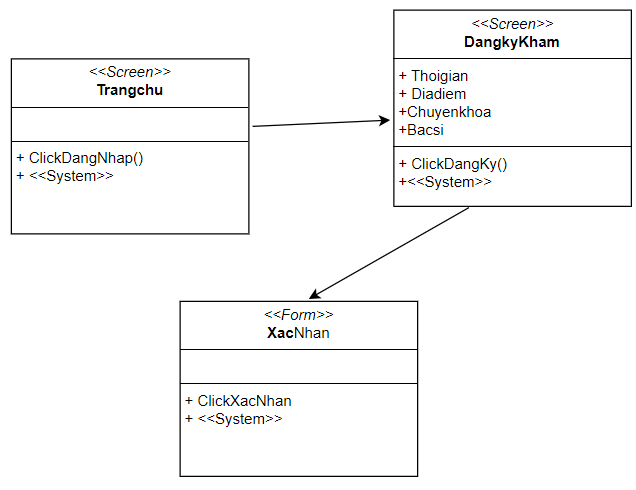 <<Screen>>
Trangchu
+ ClickDangNhap()
+ <<System>>
<<Screen>>
DangkyKham
+ Thoigian
+ Diadiem
+Chuyenkhoa
+Bacsi
+ ClickDangKy()
+<<System>>
<<Form>>
XacNhan
+ ClickXacNhan
+ <<System>>